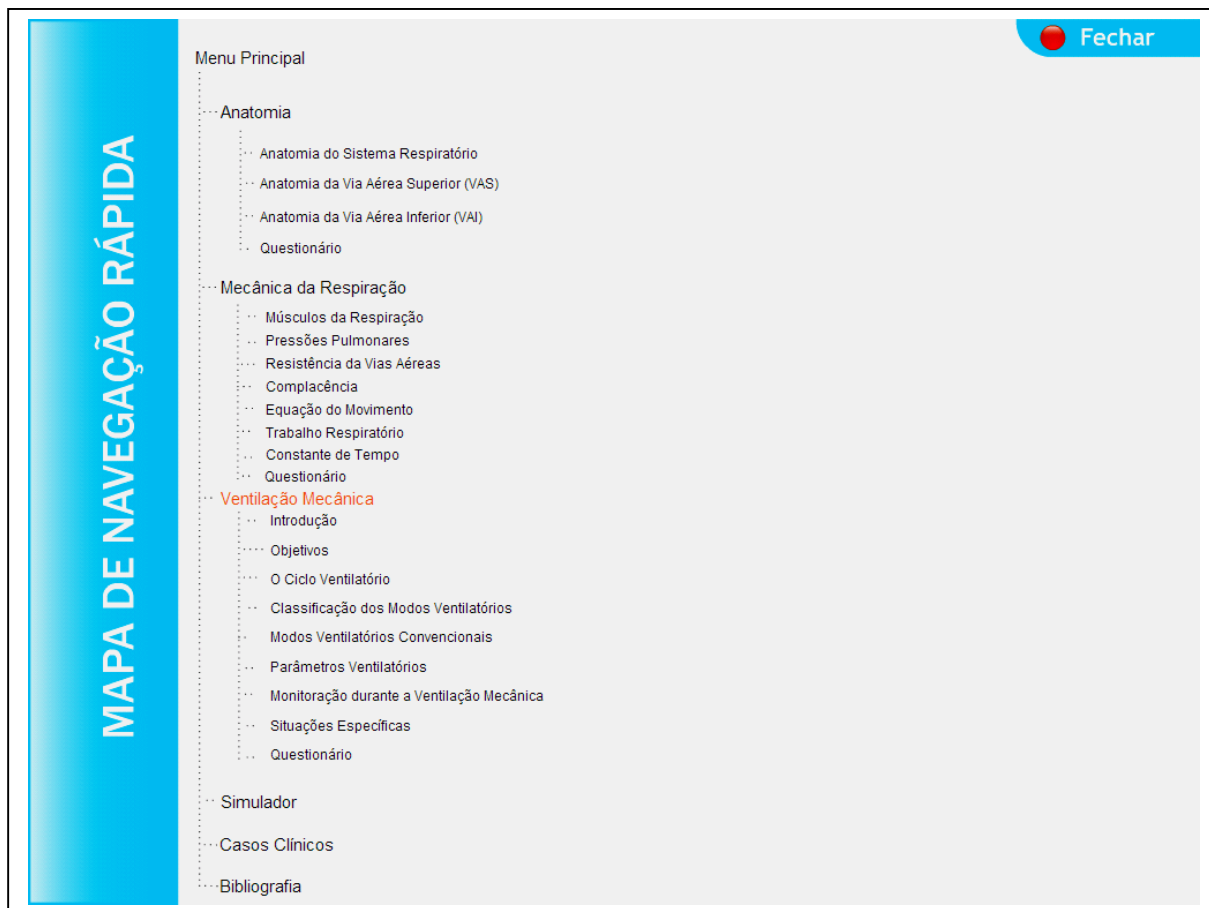 MAPA DE NAVEGAÇÃO RÁPIDA
Fechar
Menu Principal
Anatomia
Anatomia do Sistema Respiratório
Anatomia da Via Aérea Superior (VAS)
Anatomia da Via Aérea Inferior (VAI)
Questionário
Mecânica da Respiração
Músculos da Respiração
Pressões Pulmonares
Resistência da Vias Aéreas
Complacência
Equação do Movimento
Trabalho Respiratório
Constante de Tempo
Questionário
Ventilação Mecânica
Introdução
Objetivos
O Ciclo Ventilatório
Classificação dos Modos Ventilatórios
Modos Ventilatórios Convencionais
Parâmetros Ventilatórios
Monitoração durante a Ventilação Mecânica
Situações Específicas
Questionário
Simulador
Casos Clínicos
Bibliografia